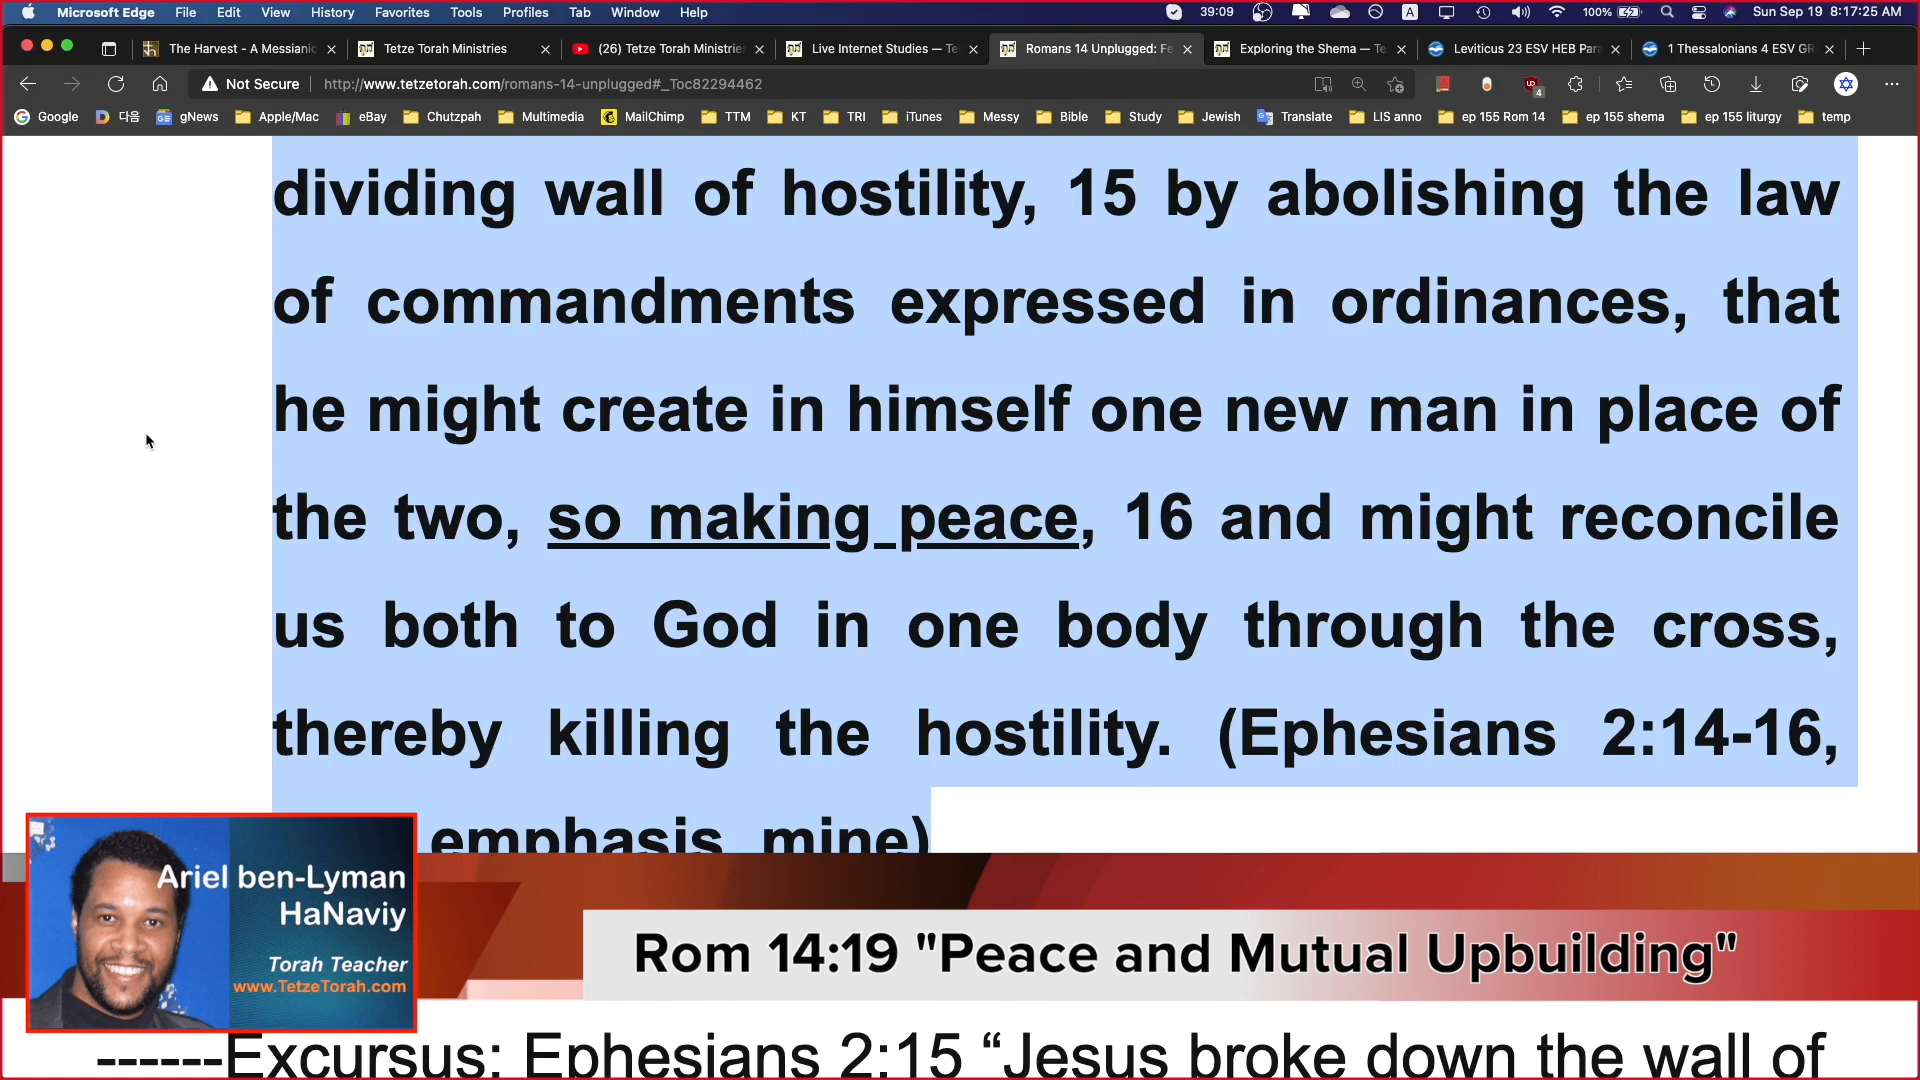 Microsoft Edge File Edit View History Favorites Tools Profiles Tab Window Help 39:09 A 100% Sun Sep 19 8:17:25 AM
The Harvest - A Messianic Tetze Torah Ministries (26) Tetze Torah Ministries Live Internet Studies — Te Romans 14 Unplugged: Fe Exploring the Shema — Te Leviticus 23 ESV HEB Para 1 Thessalonians 4 ESV GR
Not Secure http://www.tetzetorah.com/romans-14-unplugged#_Toc82294462 4
Google 다음 gNews Apple/Mac eBay Chutzpah Multimedia MailChimp TTM KT TRI iTunes Messy Bible Study Jewish Translate LIS anno ep 155 Rom 14 ep 155 shema ep 155 liturgy temp
dividing wall of hostility, 15 by abolishing the law
of commandments expressed in ordinances, that
he might create in himself one new man in place of
the two, so making peace, 16 and might reconcile
us both to God in one body through the cross,
thereby killing the hostility. (Ephesians 2:14-16,
emphasis mine)
Ariel ben-Lyman
HaNaviy
Torah Teacher
www.TetzeTorah.com
Rom 14:19 "Peace and Mutual Upbuilding"
------Excursus: Ephesians 2:15 “Jesus broke down the wall of